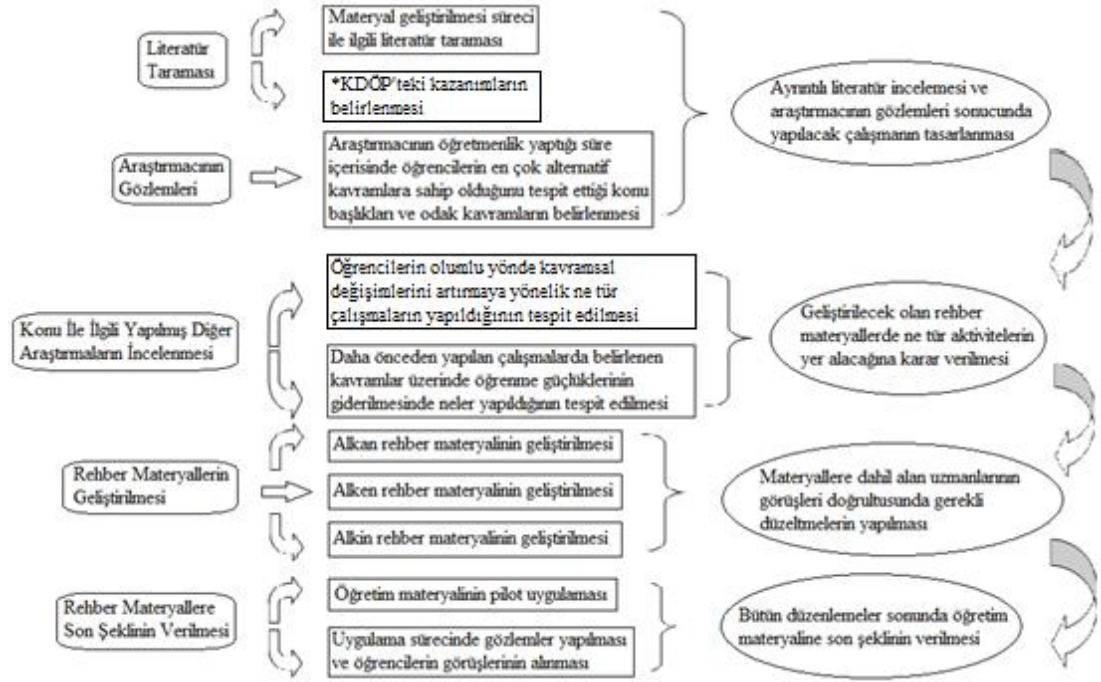 Literatür
Taraması
Materyal geliştirilmesi süreci
ile ilgili literatür taraması
*KDÖP'teki kazanımların
belirlenmesi
Araştırmacının
Gözlemleri
Araştırmacının öğretmenlik yaptığı süre
içerisinde öğrencilerin en çok alternatif
kavramlara sahip olduğunu tespit ettiği konu
başlıkları ve odak kavramların belirlenmesi
Ayrıntılı literatür incelemesi ve
araştırmacının gözlemleri sonucunda
yapılacak çalışmanın tasarlanması
Konu İle İlgili Yapılmış Diğer
Araştırmaların İncelenmesi
Öğrencilerin olumlu yönde kavramsal
değişimlerini artırmaya yönelik ne tür
çalışmaların yapıldığının tespit edilmesi
Daha önceden yapılan çalışmalarda belirlenen
kavramlar üzerinde öğrenme güçlüklerinin
giderilmesinde neler yapıldığının tespit edilmesi
Geliştirilecek olan rehber
materyallerde ne tür aktivitelerin
yer alacağına karar verilmesi
Rehber Materyallerin
Geliştirilmesi
Alkan rehber materyalinin geliştirilmesi
Alken rehber materyalinin geliştirilmesi
Alkin rehber materyalinin geliştirilmesi
Materyallere dahil alan uzmanlarının
görüşleri doğrultusunda gerekli
düzeltmelerin yapılması
Rehber Materyallere
Son Şeklinin Verilmesi
Öğretim materyalinin pilot uygulaması
Uygulama sürecinde gözlemler yapılması
ve öğrencilerin görüşlerinin alınması
Bütün düzenlemeler sonunda öğretim
materyaline son şeklinin verilmesi